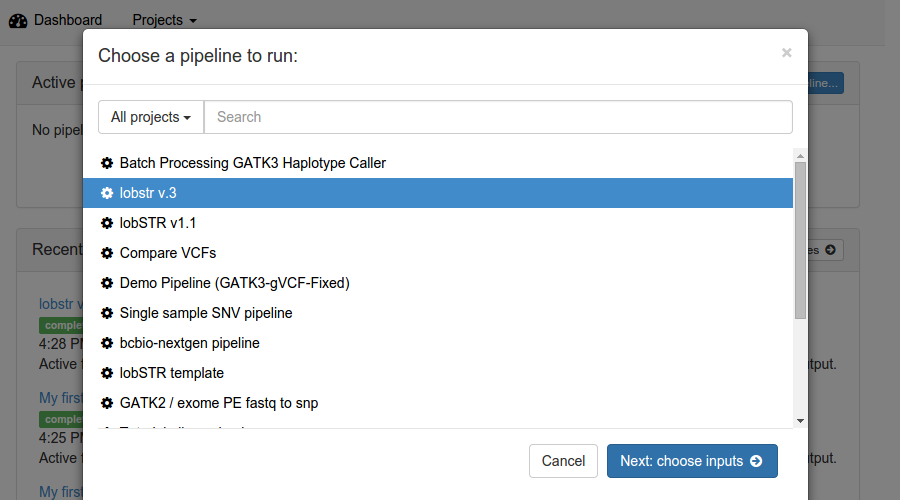 Dashboard Projects
Choose a pipeline to run:
×
Active
line...
All projects Search
No pipel
Batch Processing GATK3 Haplotype Caller
lobstr v.3
lobSTR v1.1
Recent
Compare VCFs
es
Demo Pipeline (GATK3-gVCF-Fixed)
lobstr v
Single sample SNV pipeline
comple
4:28 PM
bcbio-nextgen pipeline
Active
tput.
lobSTR template
My first
GATK2 / exome PE fastq to snp
comple
4:25 PM
Active
tput.
Cancel Next: choose inputs
My first